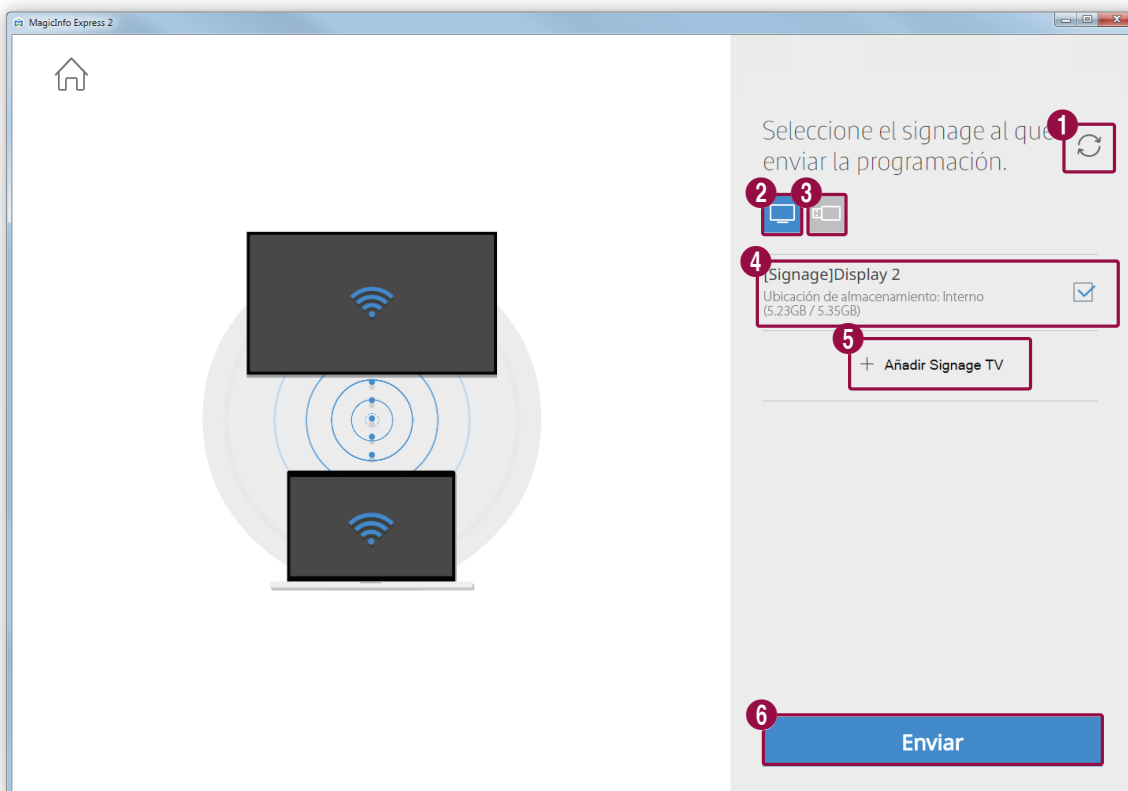 MagicInfo Express 2
1
Seleccione el signage al que
enviar la programación.
2 3
4
[Signage]Display 2
Ubicación de almacenamiento: Interno
(5.23GB / 5.35GB)
5
+ Añadir Signage TV
6
Enviar